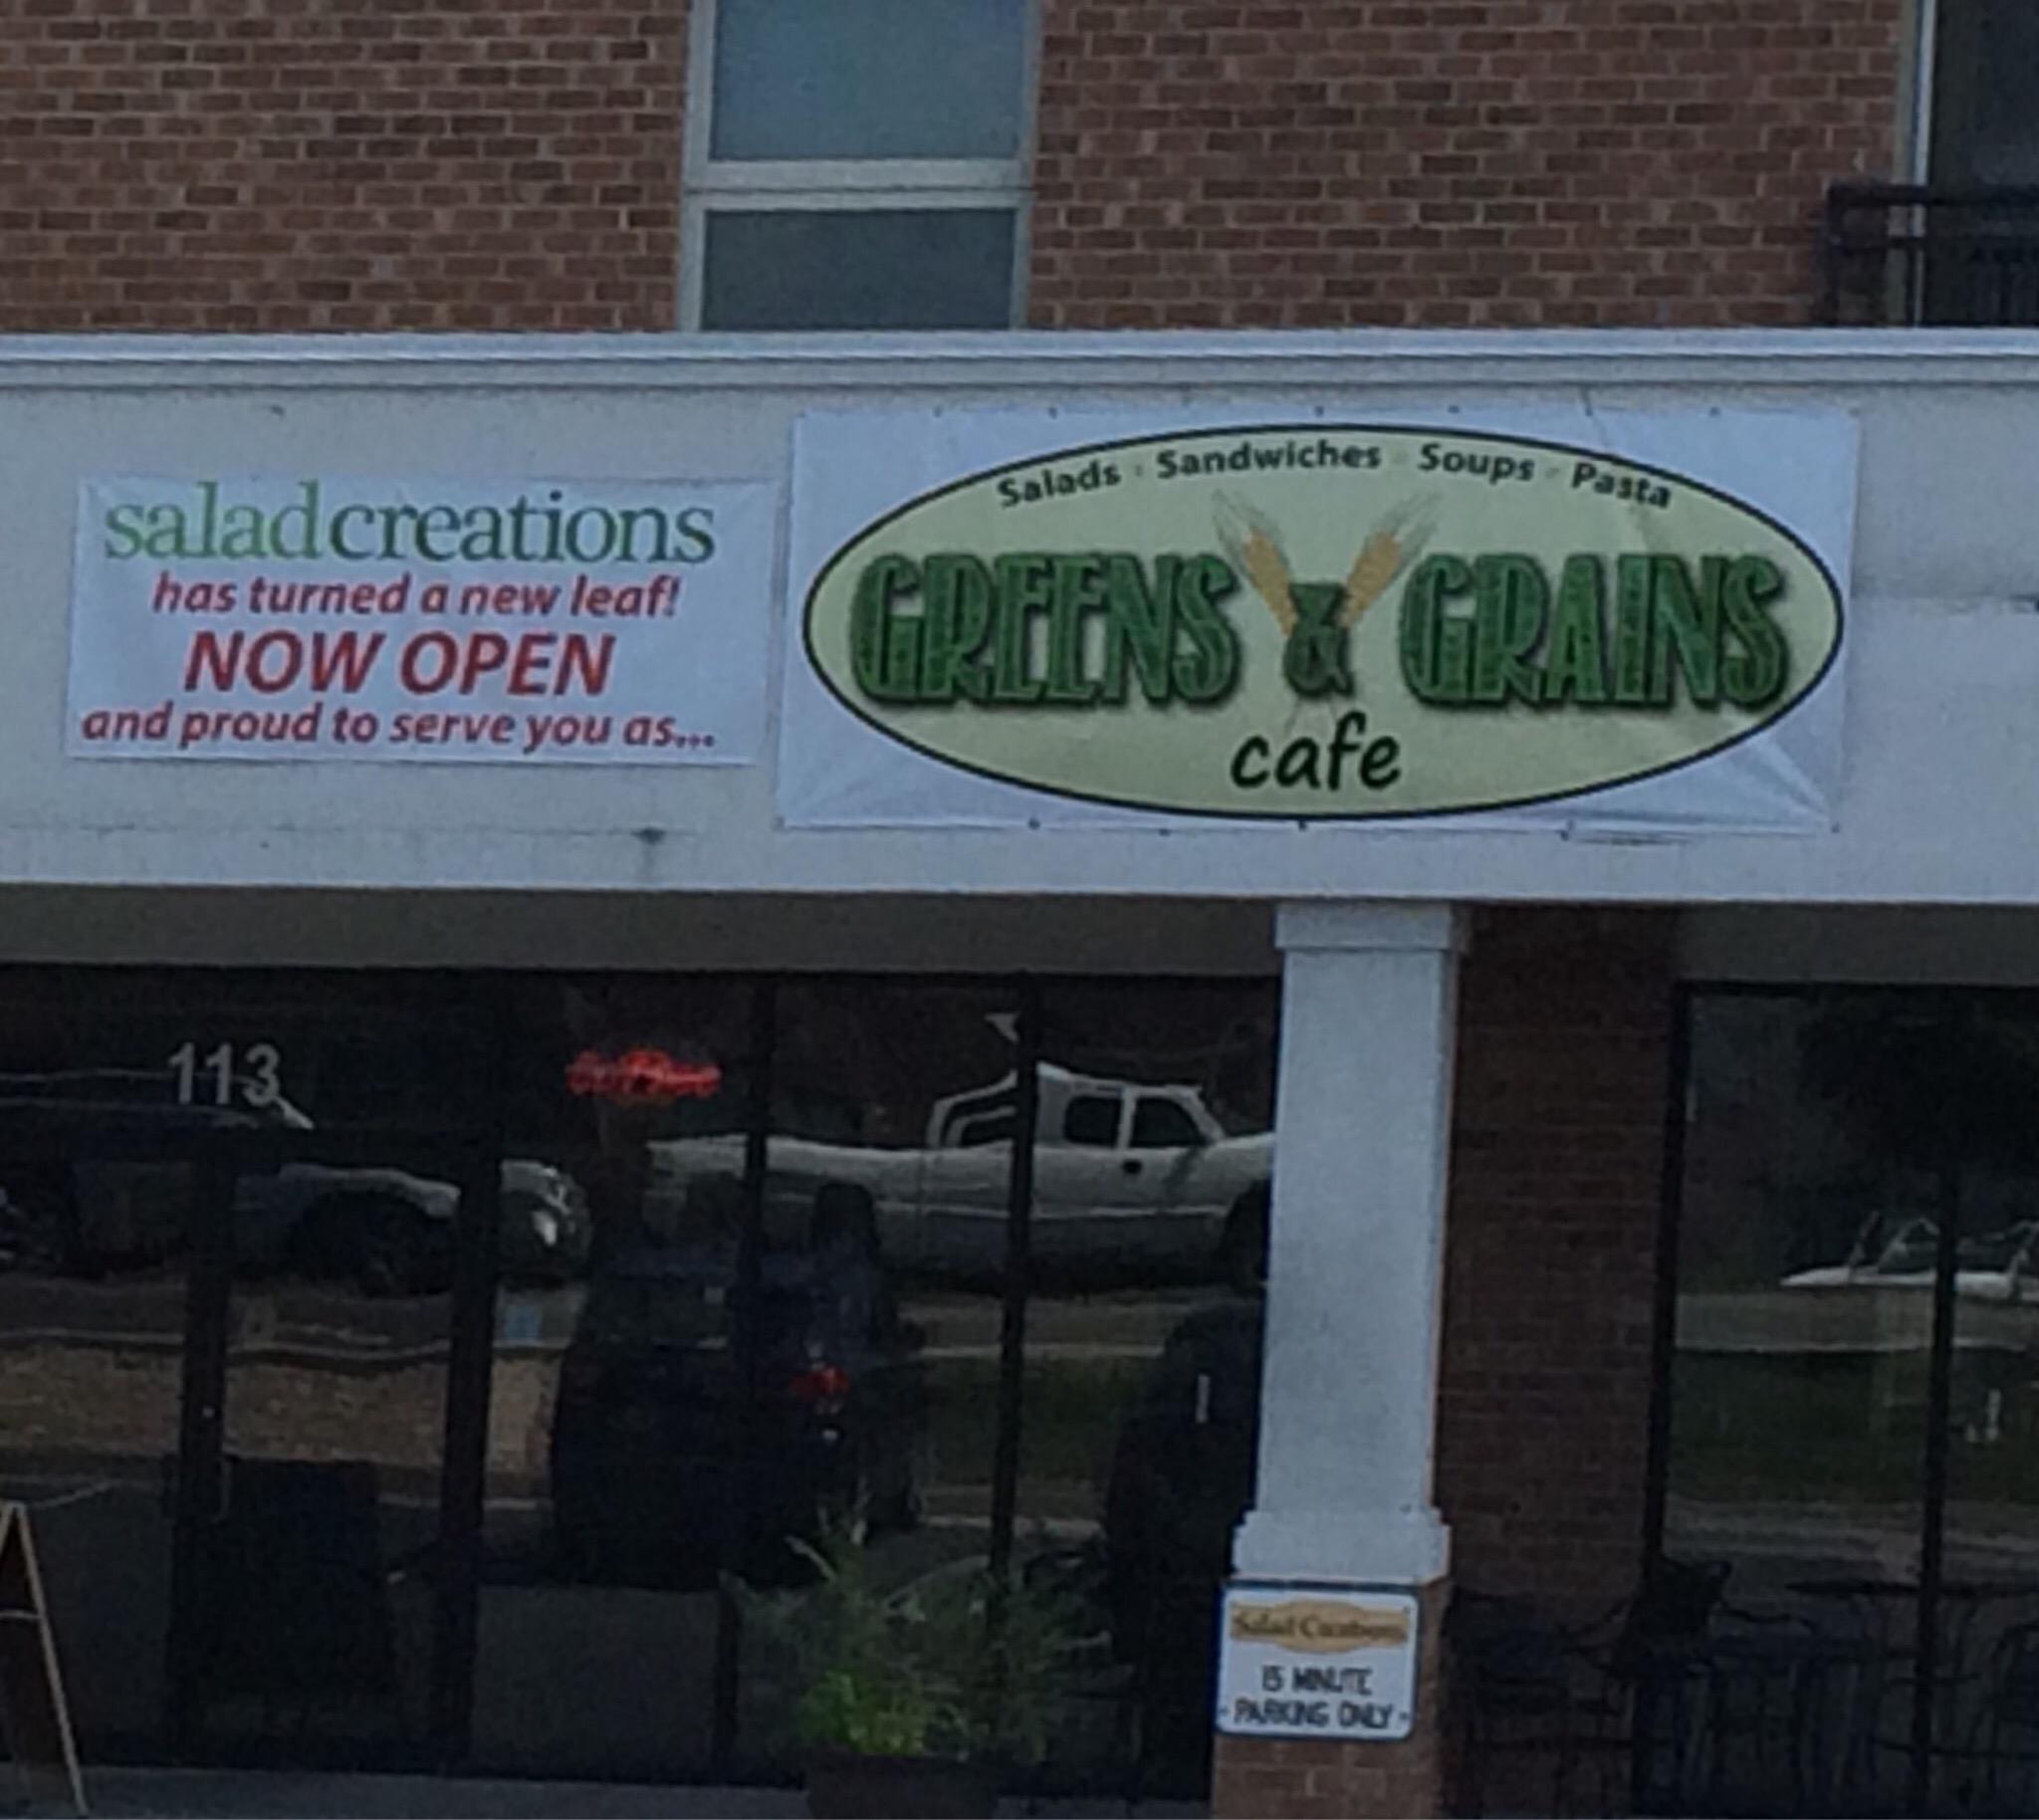 saladcreations
has turned a new leaf!
NOW OPEN
and proud to serve you as...
Salads · Sandwiches · Soups · Pasta
GREENS & GRAINS
cafe
113
Salad Creations
15 MINUTE
PARKING ONLY